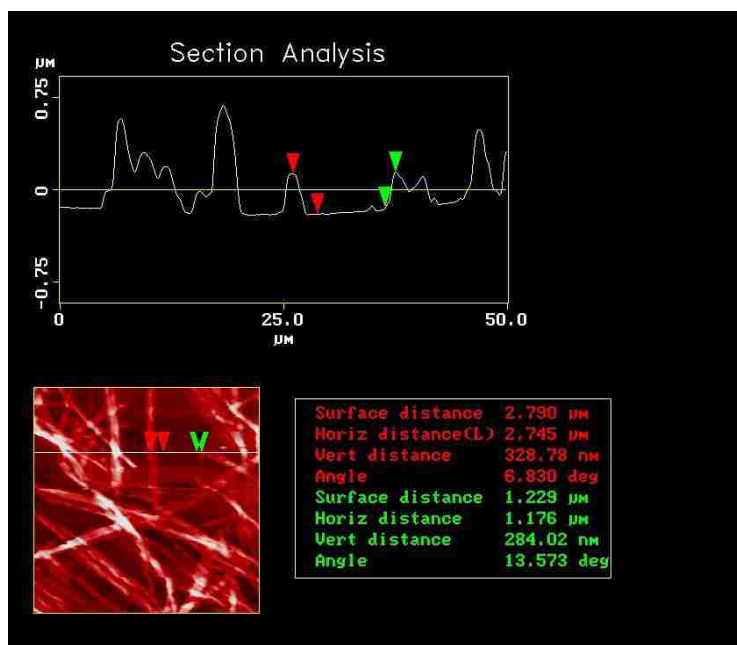 Section Analysis
µM
0.75
0
-0.75
0 25.0 50.0
µM
Surface distance 2.790 µM
Horiz distance(L) 2.745 µM
Vert distance 328.78 nM
Angle 6.830 deg
Surface distance 1.229 µM
Horiz distance 1.176 µM
Vert distance 284.02 nM
Angle 13.573 deg